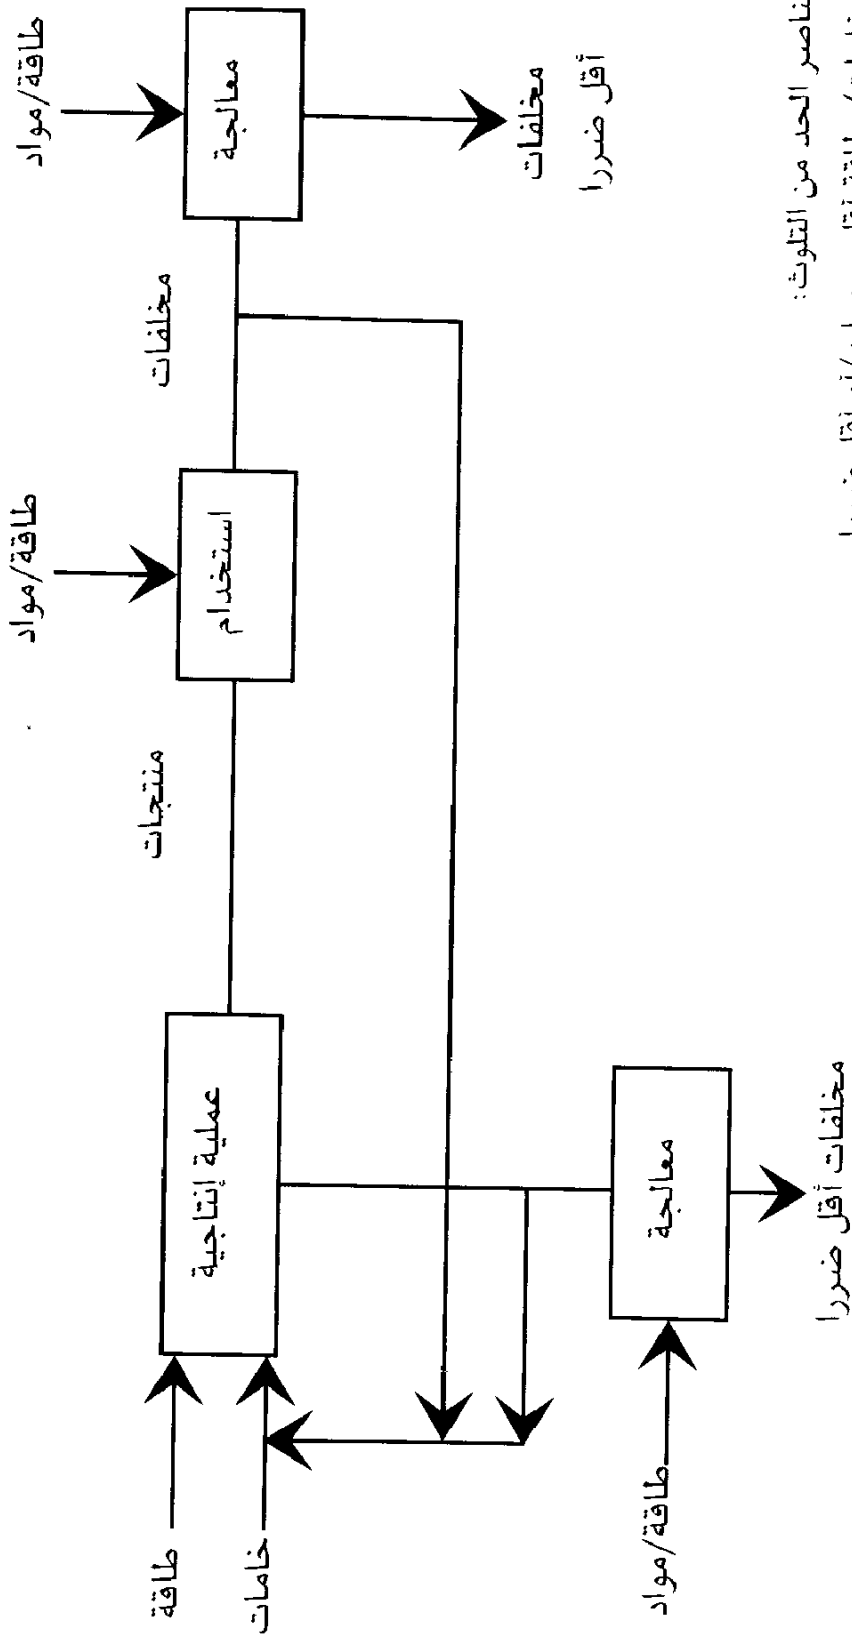 طاقة
خامات
عملية إنتاجية
منتجات
طاقة/مواد
استخدام
مخلفات
طاقة/مواد
معالجة
مخلفات
أقل ضررا
طاقة/مواد
معالجة
مخلفات أقل ضررا
الحد من التلوث: